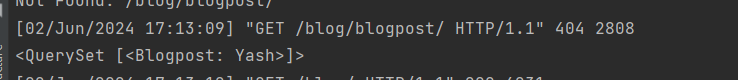 Not Found: /blog/blogpost/
[02/Jun/2024 17:13:09] "GET /blog/blogpost/ HTTP/1.1" 404 2808
<QuerySet [<Blogpost: Yash>]>